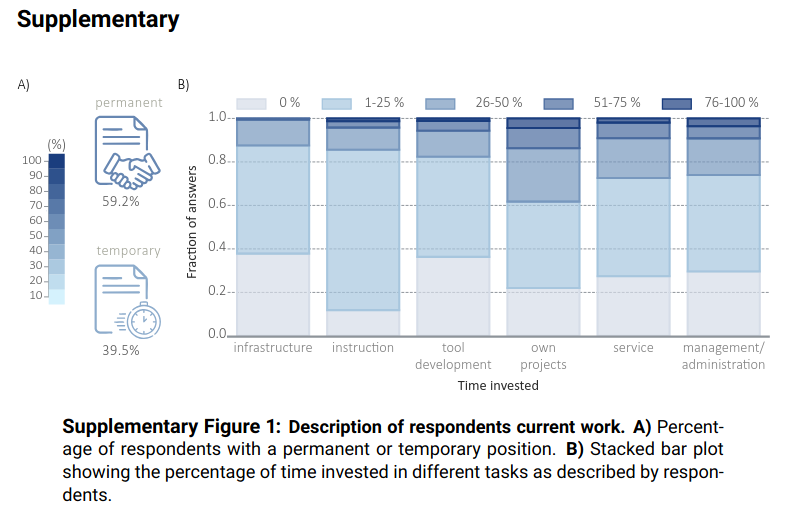 Supplementary
A)
permanent
(%)
100
90
80
70
60
50
40
30
20
10
59.2%
temporary
39.5%
B)
0 % 1-25 % 26-50 % 51-75 % 76-100 %
Fraction of answers
1.0
0.8
0.6
0.4
0.2
0.0
infrastructure instruction tool development own projects service management/ administration
Time invested
Supplementary Figure 1: Description of respondents current work. A) Percent-
age of respondents with a permanent or temporary position. B) Stacked bar plot
showing the percentage of time invested in different tasks as described by respon-
dents.